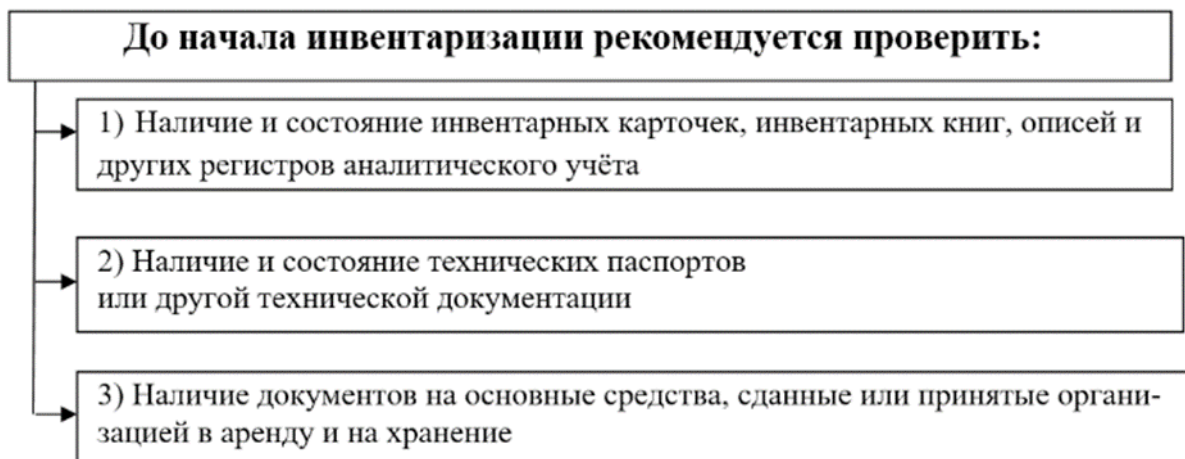 До начала инвентаризации рекомендуется проверить:
1) Наличие и состояние инвентарных карточек, инвентарных книг, описей и
других регистров аналитического учёта
2) Наличие и состояние технических паспортов
или другой технической документации
3) Наличие документов на основные средства, сданные или принятые органи-
зацией в аренду и на хранение